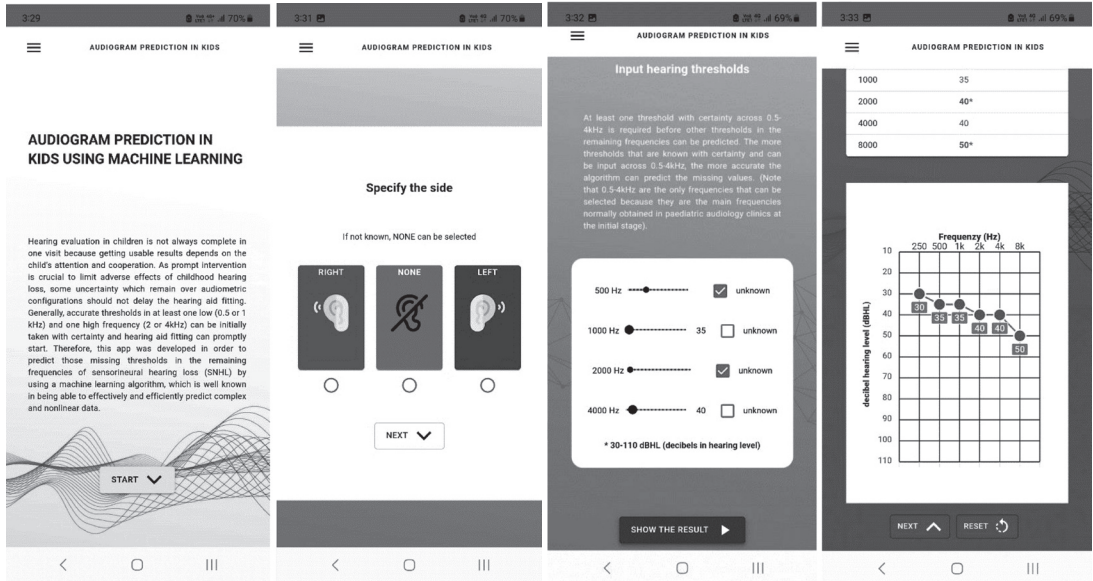 3:29
70%
AUDIOGRAM PREDICTION IN KIDS
AUDIOGRAM PREDICTION IN
KIDS USING MACHINE LEARNING
Hearing evaluation in children is not always complete in
one visit because getting usable results depends on the
child's attention and cooperation. As prompt intervention
is crucial to limit adverse effects of childhood hearing
loss, some uncertainty which remain over audiometric
configurations should not delay the hearing aid fitting.
Generally, accurate thresholds in at least one low (0.5 or 1
kHz) and one high frequency (2 or 4kHz) can be initially
taken with certainty and hearing aid fitting can promptly
start. Therefore, this app was developed in order to
predict those missing thresholds in the remaining
frequencies of sensorineural hearing loss (SNHL) by
using a machine learning algorithm, which is well known
in being able to effectively and efficiently predict complex
and nonlinear data.
START
3:31
70%
AUDIOGRAM PREDICTION IN KIDS
Specify the side
If not known, NONE can be selected
RIGHT NONE LEFT
NEXT
3:32
69%
AUDIOGRAM PREDICTION IN KIDS
Input hearing thresholds
At least one threshold with certainty across 0.5-
4kHz is required before other thresholds in the
remaining frequencies can be predicted. The more
thresholds that are known with certainty and can
be input across 0.5-4kHz, the more accurate the
algorithm can predict the missing values. (Note
that 0.5-4kHz are the only frequencies that can be
selected because they are the main frequencies
normally obtained in paediatric audiology clinics at
the initial stage).
500 Hz unknown
1000 Hz 35 unknown
2000 Hz unknown
4000 Hz 40 unknown
* 30-110 dBHL (decibels in hearing level)
SHOW THE RESULT
3:33
69%
AUDIOGRAM PREDICTION IN KIDS
1000 35
2000 40*
4000 40
8000 50*
Frequenzy (Hz)
250 500 1k 2k 4k 8k
decibel hearing level (dBHL)
10
20
30
40
50
60
70
80
90
100
110
30
35
35
40
40
50
NEXT RESET